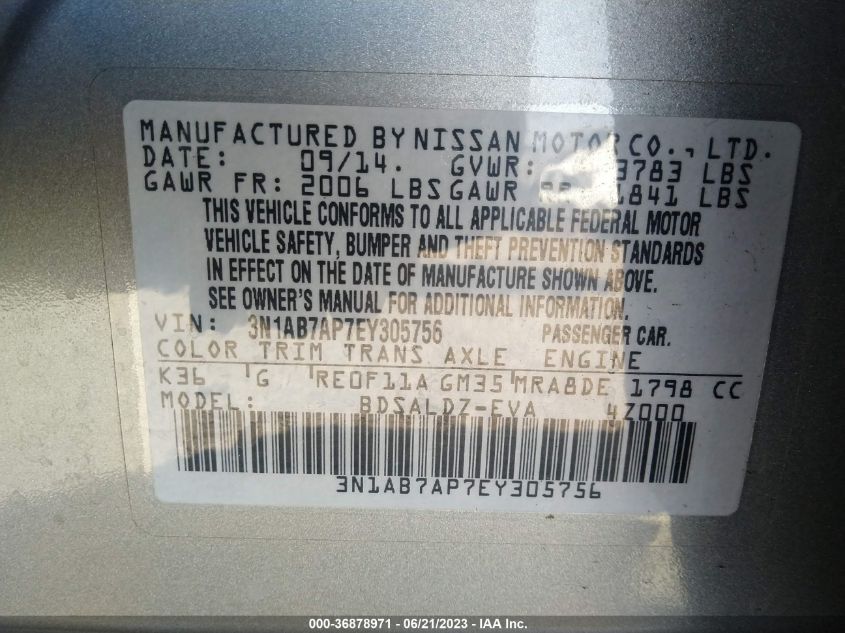 MANUFACTURED BY NISSAN MOTOR CO., LTD.
DATE: 09/14. GVWR: 3783 LBS
GAWR FR: 2006 LBS GAWR 1841 LBS
THIS VEHICLE CONFORMS TO ALL APPLICABLE FEDERAL MOTOR
VEHICLE SAFETY, BUMPER AND THEFT PREVENTION STANDARDS
IN EFFECT ON THE DATE OF MANUFACTURE SHOWN ABOVE.
SEE OWNER'S MANUAL FOR ADDITIONAL INFORMATION.
VIN: 3N1AB7AP7EY305756 PASSENGER CAR.
COLOR TRIM TRANS AXLE ENGINE
K36 G RE0F11A GM35 MRA8DE 1798 CC
MODEL: BDSALDZ-EVA 4Z000
3N1AB7AP7EY305756
000-36878971 - 06/21/2023 - IAA Inc.